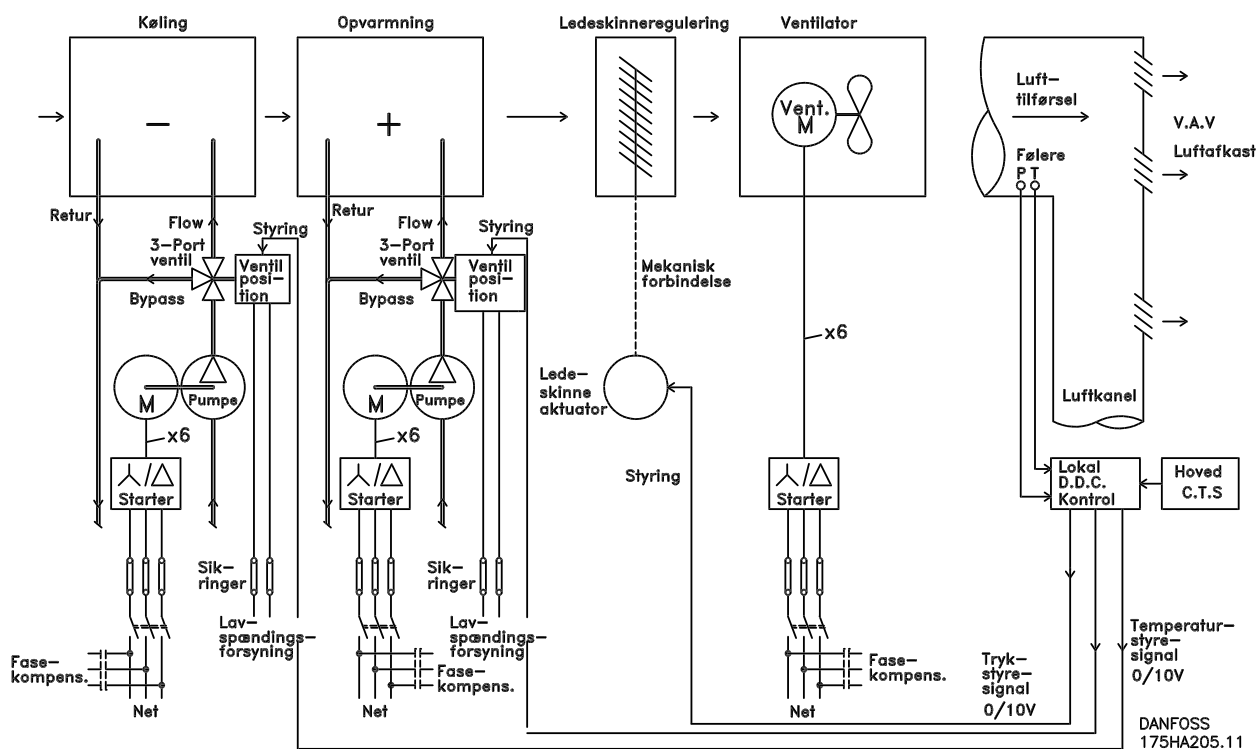 Køling
Opvarmning
Ledeskinneregulering
Ventilator
−
+
Vent.
M
Luft−
tilførsel
V.A.V
Luftafkast
Følere
P T
Retur
Flow
3−Port
ventil
Styring
Ventil
posi−
tion
Bypass
Retur
Flow
3−Port
ventil
Styring
Ventil
posi−
tion
Bypass
Mekanisk
forbindelse
x6
M
Pumpe
x6
M
Pumpe
x6
Lede−
skinne
aktuator
Luftkanel
Styring
/
Starter
/
Starter
/
Starter
Lokal
D.D.C.
Kontrol
Hoved
C.T.S
Sik−
ringer
Sik−
ringer
Lav−
spændings−
forsyning
Lav−
spændings−
forsyning
Fase−
kompens.
Net
Fase−
kompens.
Net
Fase−
kompens.
Net
Tryk−
styre−
signal
0/10V
Temperatur−
styre−
signal
0/10V
DANFOSS
175HA205.11